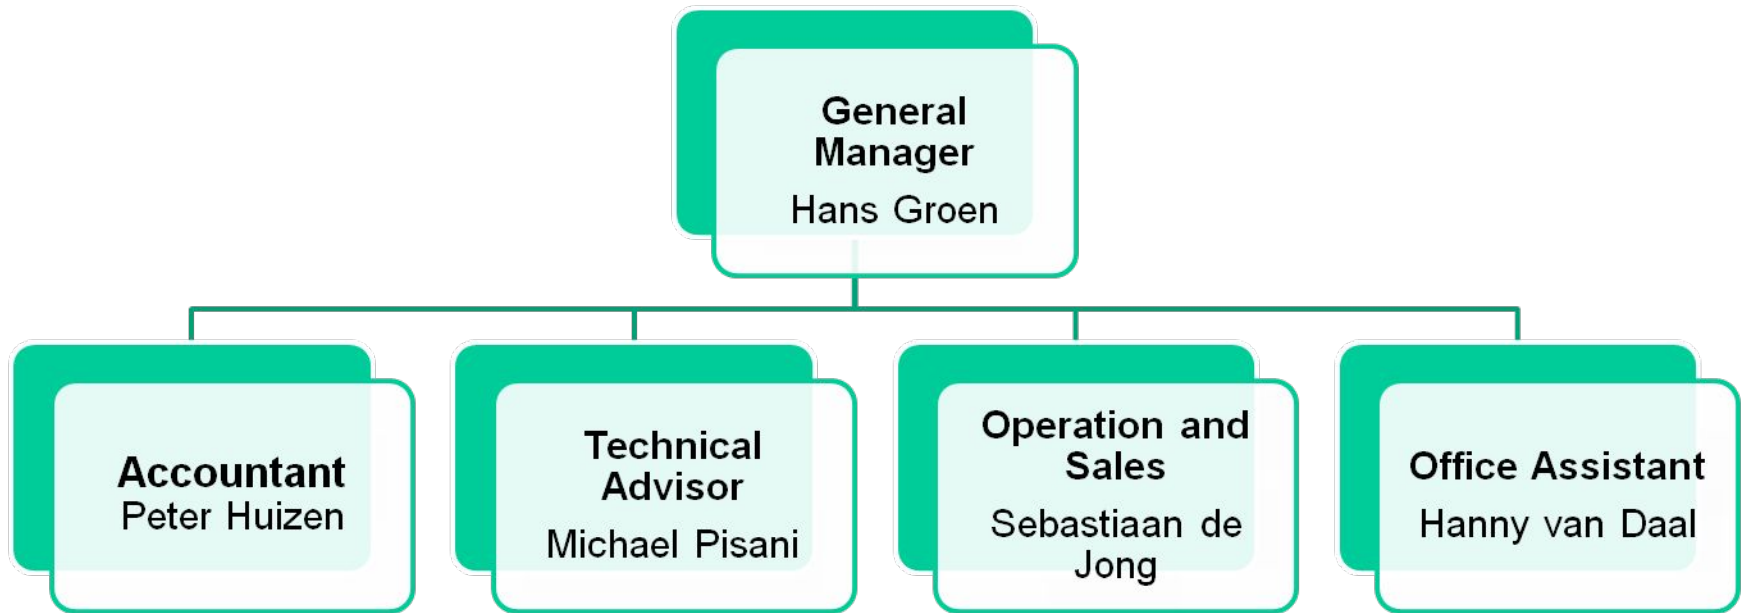 General
Manager
Hans Groen
Accountant
Peter Huizen
Technical
Advisor
Michael Pisani
Operation and
Sales
Sebastiaan de
Jong
Office Assistant
Hanny van Daal